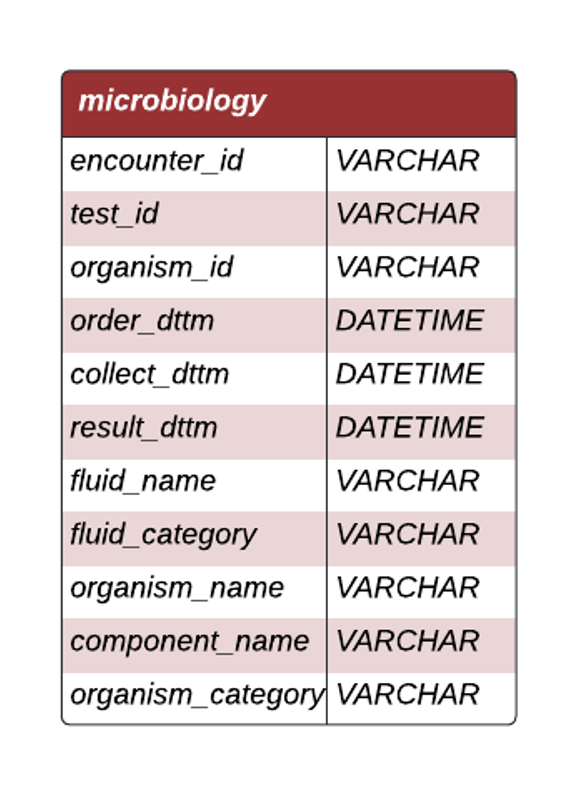 microbiology
encounter_id VARCHAR
test_id VARCHAR
organism_id VARCHAR
order_dttm DATETIME
collect_dttm DATETIME
result_dttm DATETIME
fluid_name VARCHAR
fluid_category VARCHAR
organism_name VARCHAR
component_name VARCHAR
organism_category VARCHAR